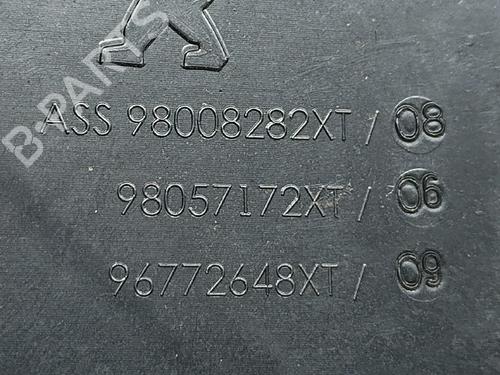 B-PARTS
ASS 98008282XT / 08
98057172XT / 06
96772648XT / 09